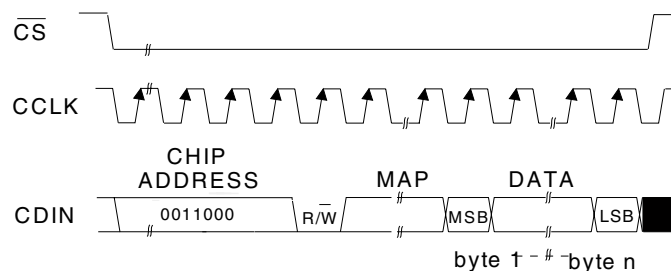 CS
CCLK
CHIP ADDRESS
MAP
DATA
CDIN
0011000
R/W
MSB
LSB
byte 1
byte n